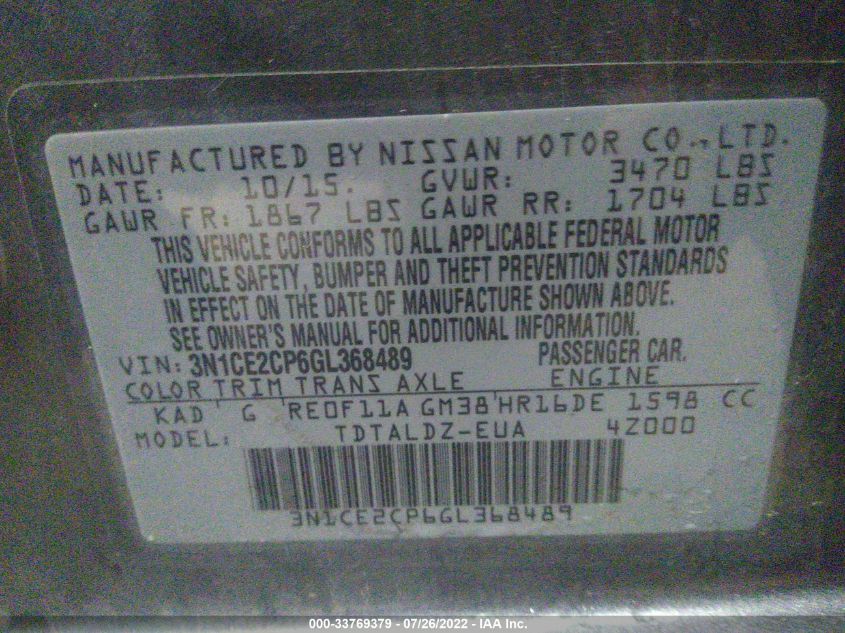 MANUFACTURED BY NISSAN MOTOR CO.,LTD.
DATE: 10/15. GVWR: 3470 LBS
GAWR FR: 1867 LBS GAWR RR: 1704 LBS
THIS VEHICLE CONFORMS TO ALL APPLICABLE FEDERAL MOTOR
VEHICLE SAFETY, BUMPER AND THEFT PREVENTION STANDARDS
IN EFFECT ON THE DATE OF MANUFACTURE SHOWN ABOVE.
SEE OWNER'S MANUAL FOR ADDITIONAL INFORMATION.
VIN: 3N1CE2CP6GL368489 PASSENGER CAR.
COLOR TRIM TRANS AXLE ENGINE
KAD G RE0F11A GM38 HR16DE 1598 CC
MODEL: TDTALDZ-EUA 4Z000
3N1CE2CP6GL368489
000-33769379 - 07/26/2022 - IAA Inc.